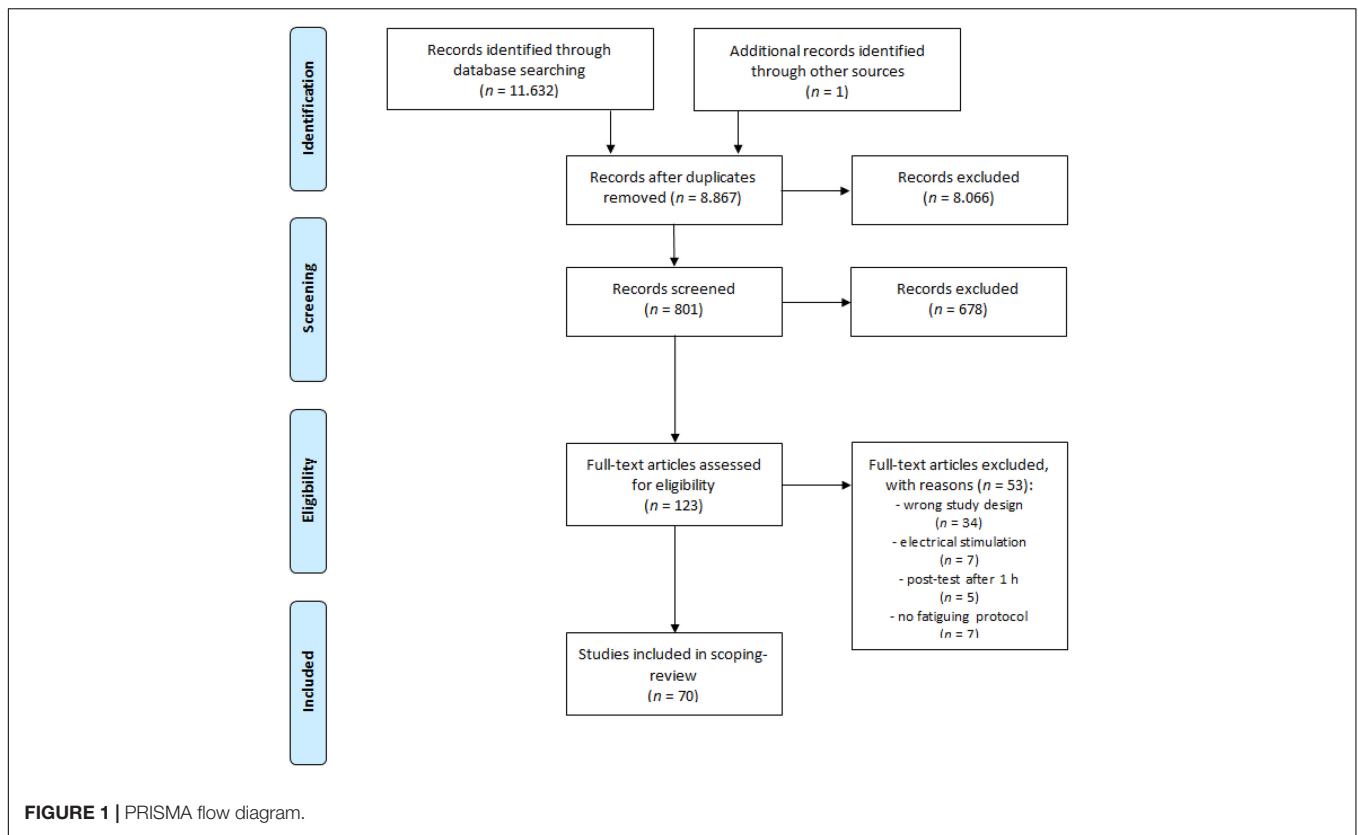 Identification
Records identified through
database searching
(n = 11.632)
Additional records identified
through other sources
(n = 1)
Records after duplicates
removed (n = 8.867)
Records excluded
(n = 8.066)
Screening
Records screened
(n = 801)
Records excluded
(n = 678)
Eligibility
Full-text articles assessed
for eligibility
(n = 123)
Full-text articles excluded,
with reasons (n = 53):
- wrong study design
(n = 34)
- electrical stimulation
(n = 7)
- post-test after 1 h
(n = 5)
- no fatiguing protocol
(n = 7)
Included
Studies included in scoping-
review
(n = 70)
FIGURE 1 | PRISMA flow diagram.